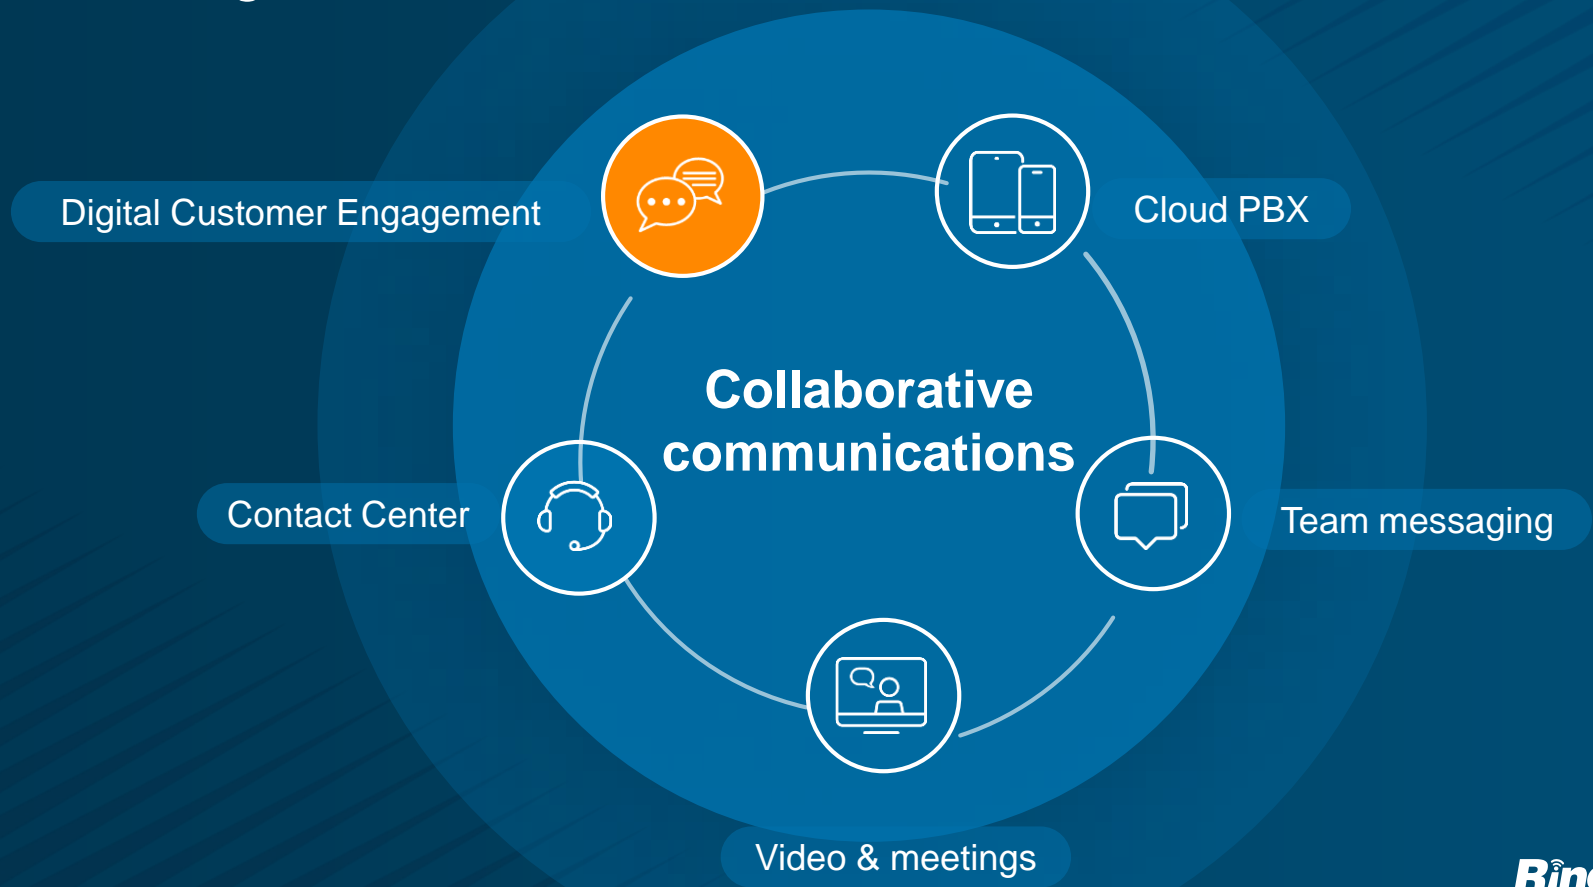 Digital Customer Engagement
Cloud PBX
Collaborative
communications
Contact Center
Team messaging
Video & meetings